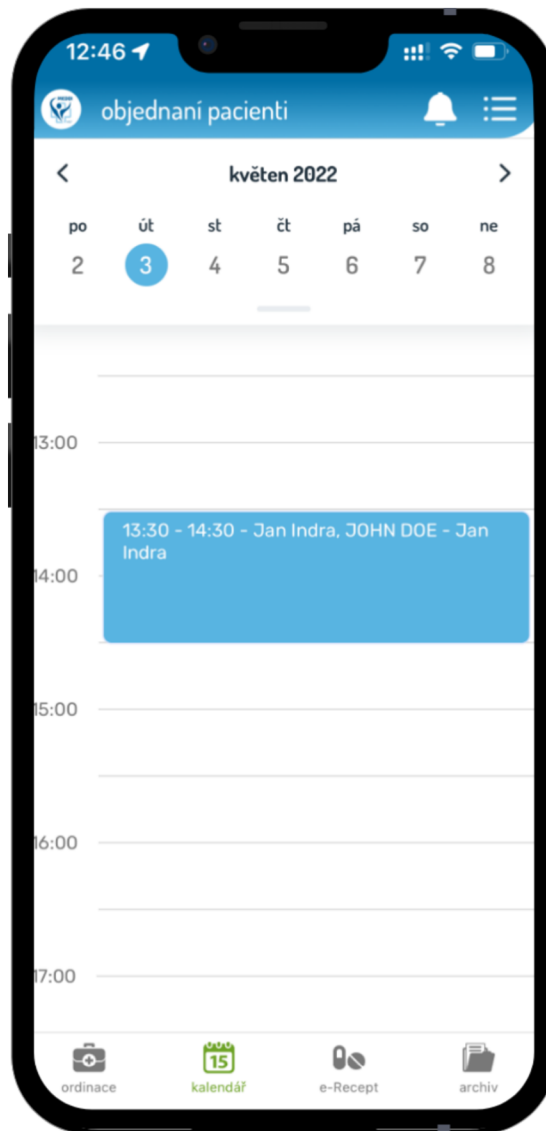 12:46
objednaní pacienti
květen 2022
po út st čt pá so ne
2 3 4 5 6 7 8
13:00
13:30 - 14:30 - Jan Indra, JOHN DOE - Jan
Indra
14:00
15:00
16:00
17:00
15
ordinace kalendář e-Recept archiv